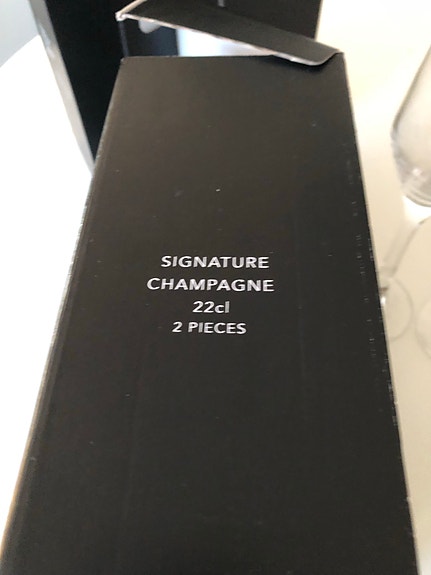 SIGNATURE
CHAMPAGNE
22cl
2 PIECES